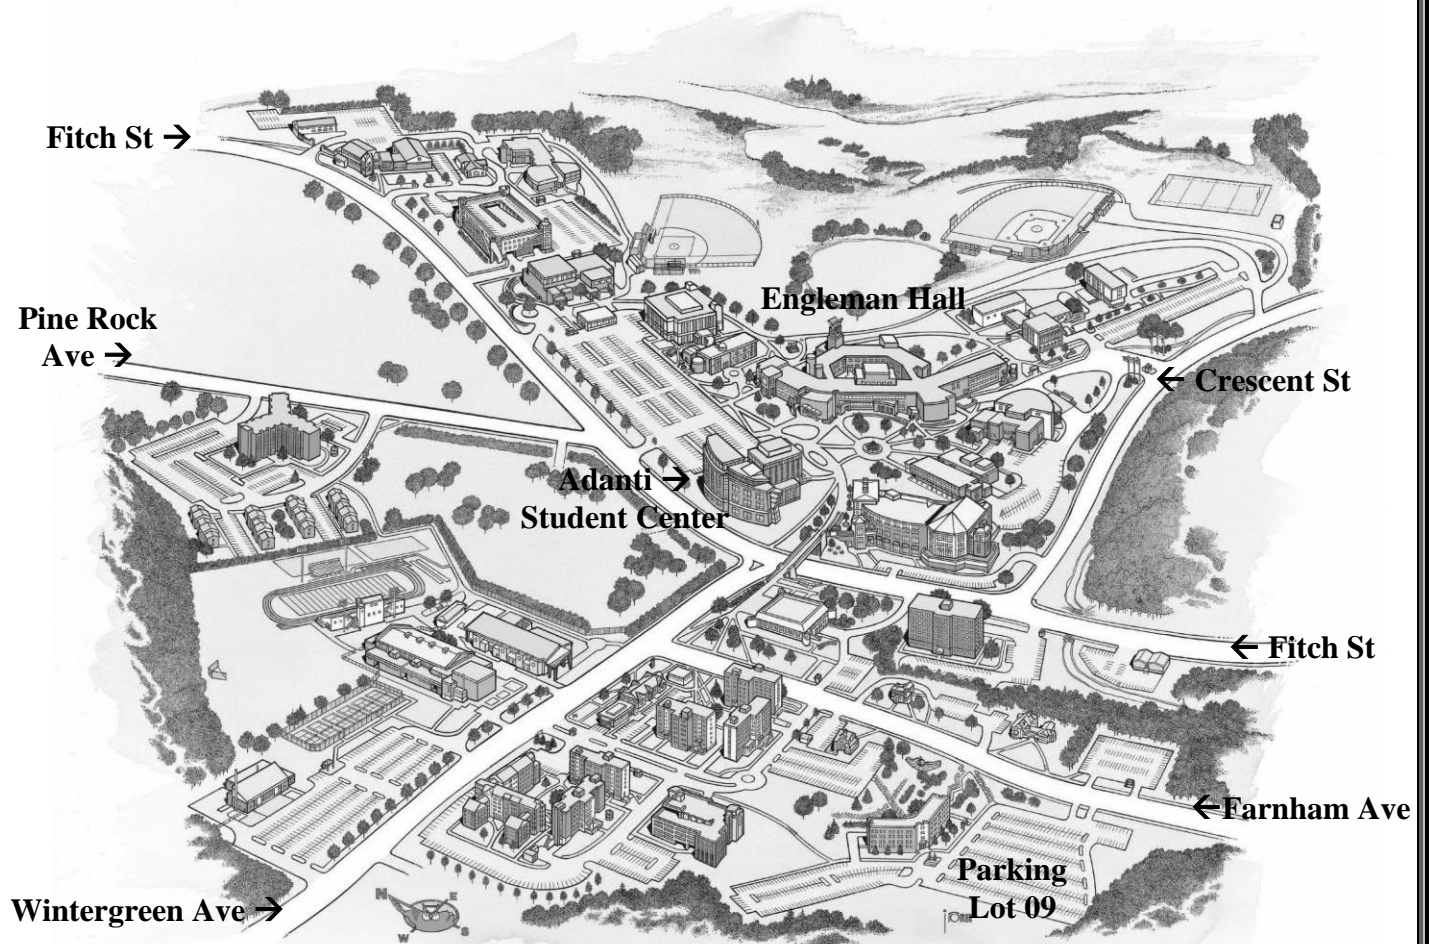 Fitch St →
Engleman Hall
Pine Rock
Ave →
← Crescent St
Adanti →
Student Center
← Fitch St
← Farnham Ave
Parking
Lot 09
Wintergreen Ave →
N
E
W
S